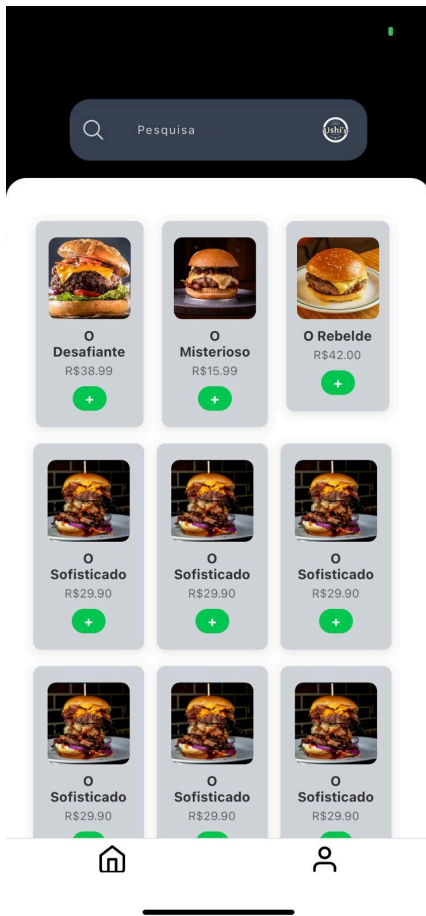 Pesquisa
Ushi's
O
Desafiante
R$38.99
+
O
Misterioso
R$15.99
+
O Rebelde
R$42.00
+
O
Sofisticado
R$29.90
+
O
Sofisticado
R$29.90
+
O
Sofisticado
R$29.90
+
O
Sofisticado
R$29.90
O
Sofisticado
R$29.90
O
Sofisticado
R$29.90